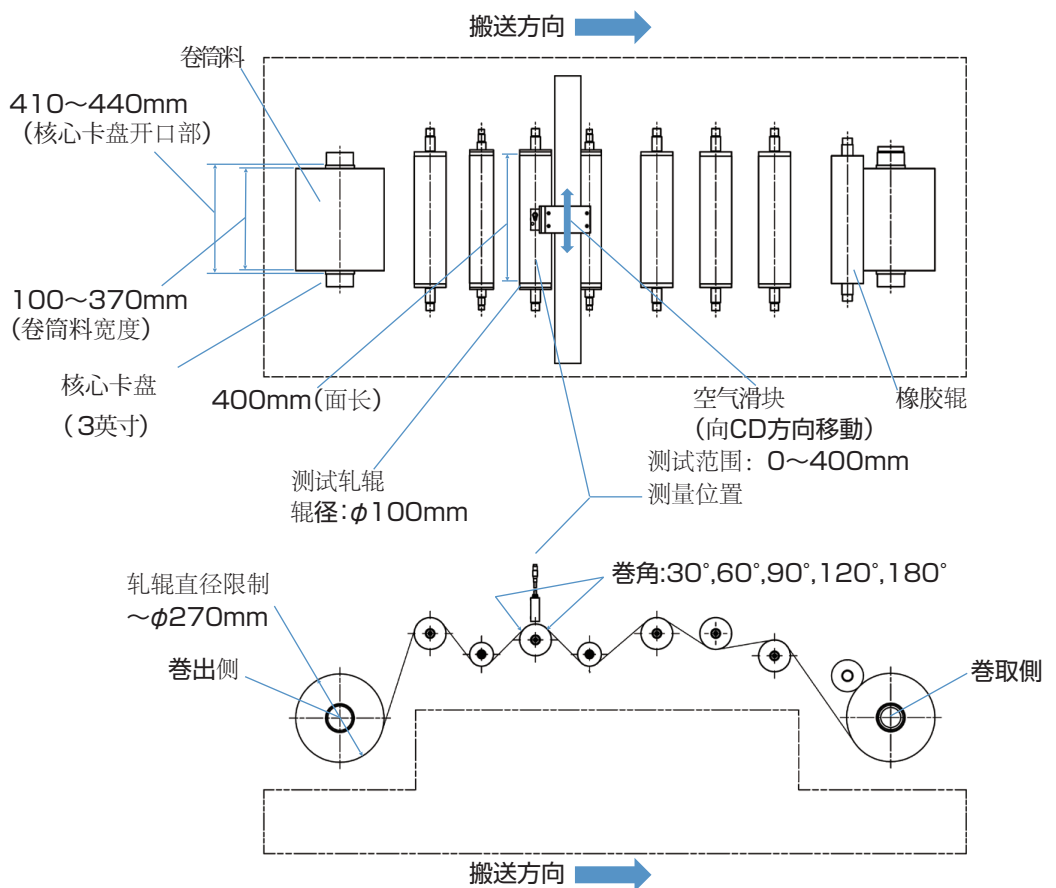 搬送方向
卷筒料
410～440mm
（核心卡盘开口部）
100～370mm
(卷筒料宽度)
核心卡盘
（3英寸）
400mm(面长)
测试轧辊
辊径:φ100mm
空气滑块
(向CD方向移動)
测试范围：0～400mm
测量位置
橡胶辊
轧辊直径限制
～φ270mm
巻出侧
巻角:30°,60°,90°,120°,180°
巻取側
搬送方向